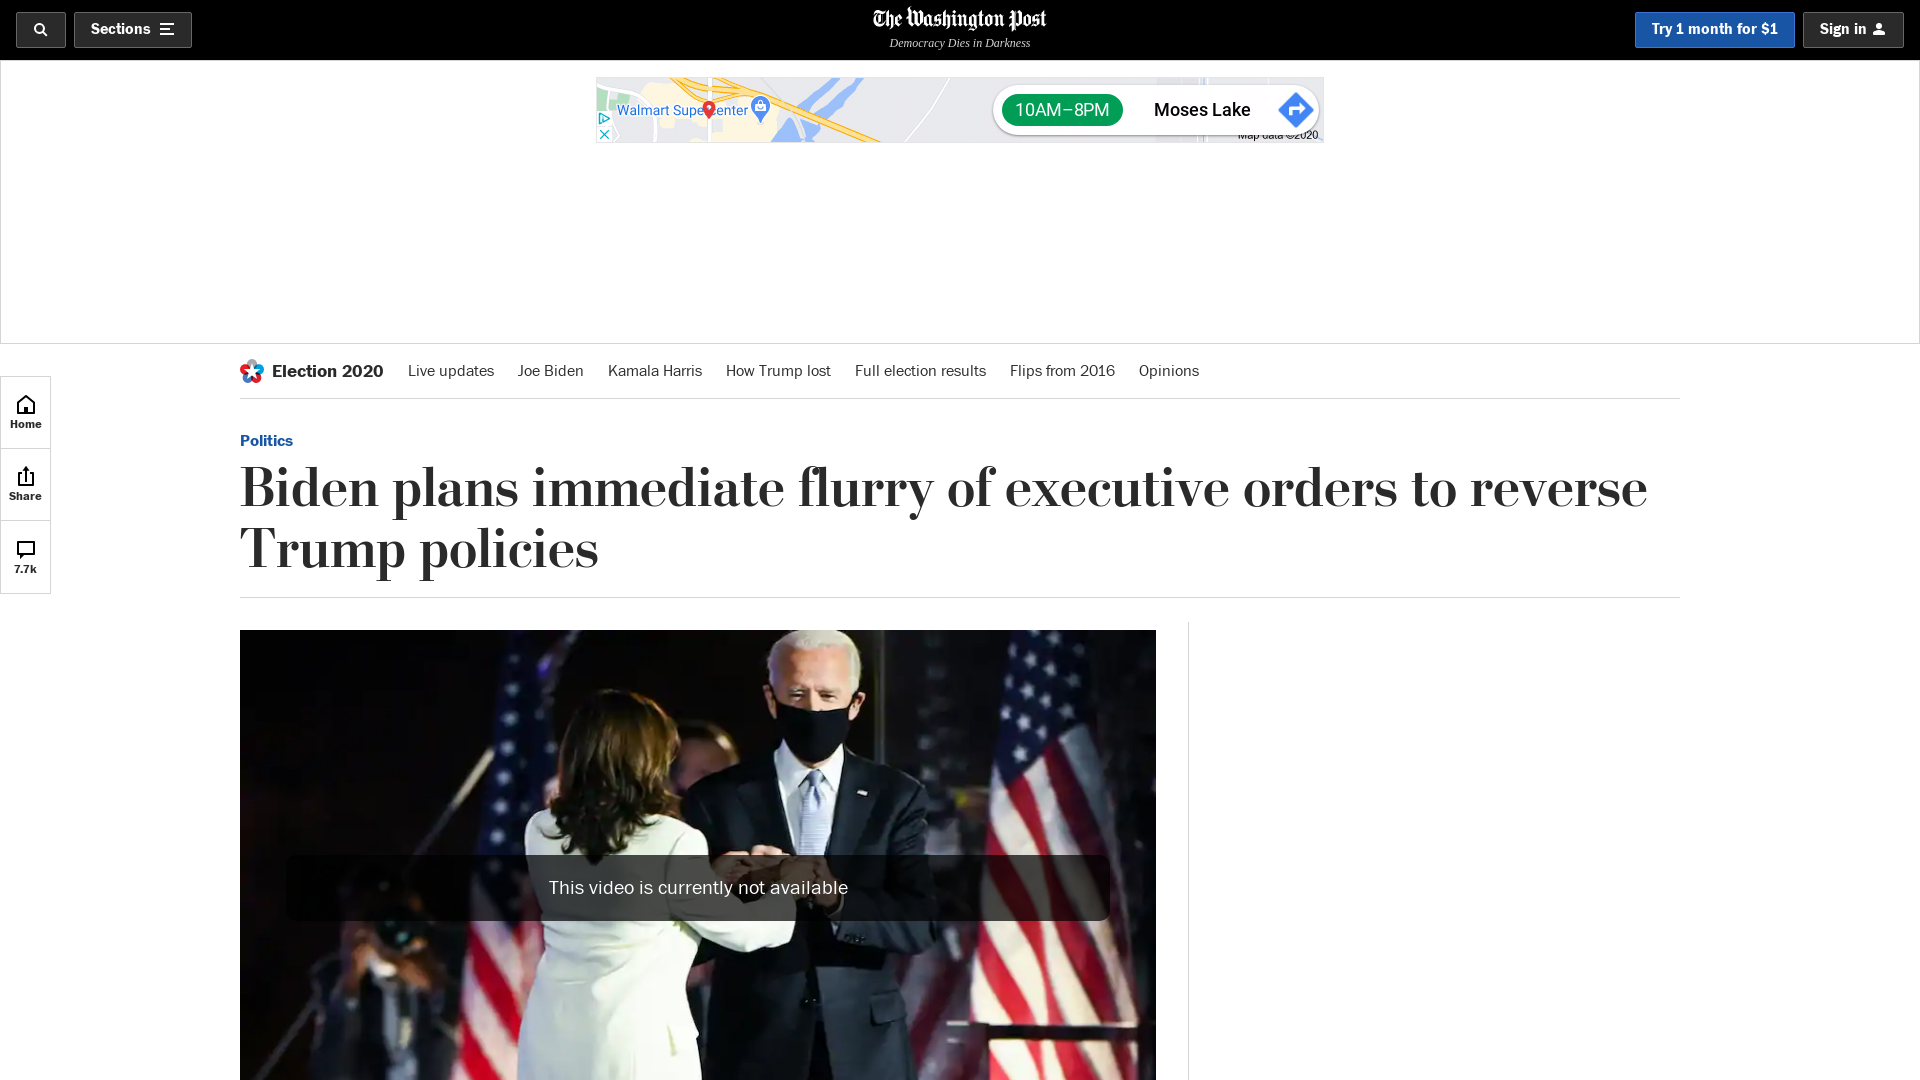 Sections
The Washington Post
Democracy Dies in Darkness
Try 1 month for $1
Sign in
Walmart Supercenter
10AM–8PM
Moses Lake
Map data ©2020
Election 2020
Live updates
Joe Biden
Kamala Harris
How Trump lost
Full election results
Flips from 2016
Opinions
Home
Share
7.7k
Politics
Biden plans immediate flurry of executive orders to reverse
Trump policies
This video is currently not available